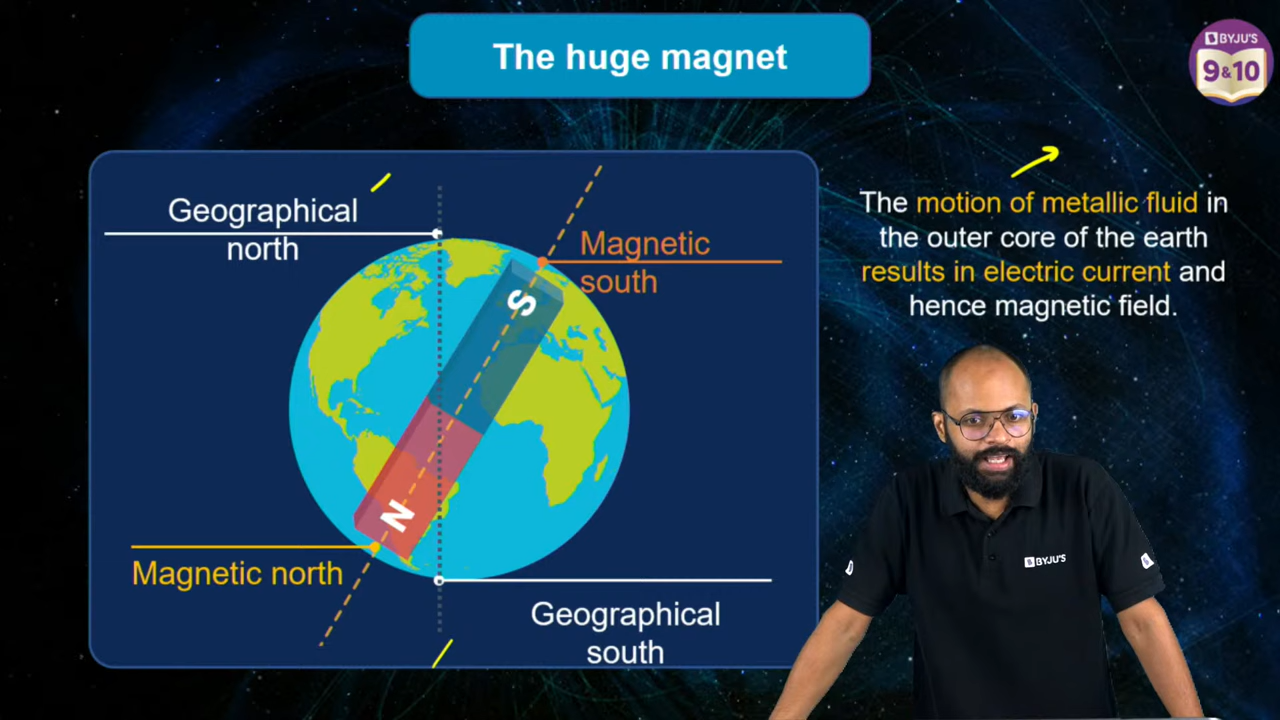 The huge magnet
BYJU'S
9&10
Geographical
north
Magnetic
south
S
N
Magnetic north
Geographical
south
The motion of metallic fluid in
the outer core of the earth
results in electric current and
hence magnetic field.
BYJU'S